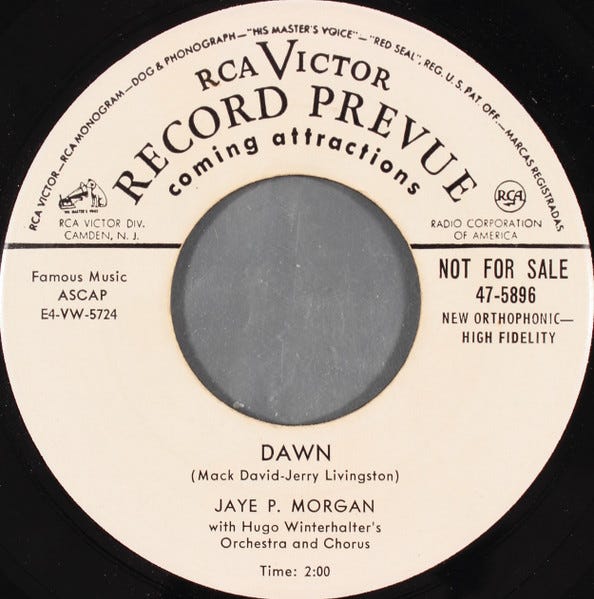 RCA VICTOR—RCA MONOGRAM—DOG & PHONOGRAPH—"HIS MASTER'S VOICE"—"RED SEAL", REG. U.S. PAT. OFF.—MARCAS REGISTRADAS
RCA VICTOR
RECORD PREVUE
coming attractions
"HIS MASTER'S VOICE"
RCA VICTOR DIV.
CAMDEN, N. J.
RCA
RADIO CORPORATION
OF AMERICA
Famous Music
ASCAP
E4-VW-5724
NOT FOR SALE
47-5896
NEW ORTHOPHONIC—
HIGH FIDELITY
DAWN
(Mack David-Jerry Livingston)
JAYE P. MORGAN
with Hugo Winterhalter's
Orchestra and Chorus
Time: 2:00